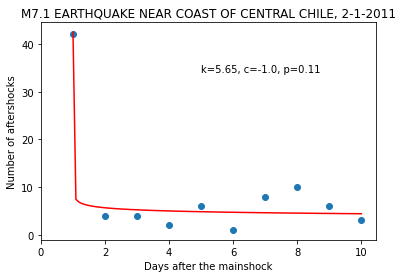 M7.1 EARTHQUAKE NEAR COAST OF CENTRAL CHILE, 2-1-2011
40
30
20
10
0
k=5.65, c=-1.0, p=0.11
Number of aftershocks
0 2 4 6 8 10
Days after the mainshock